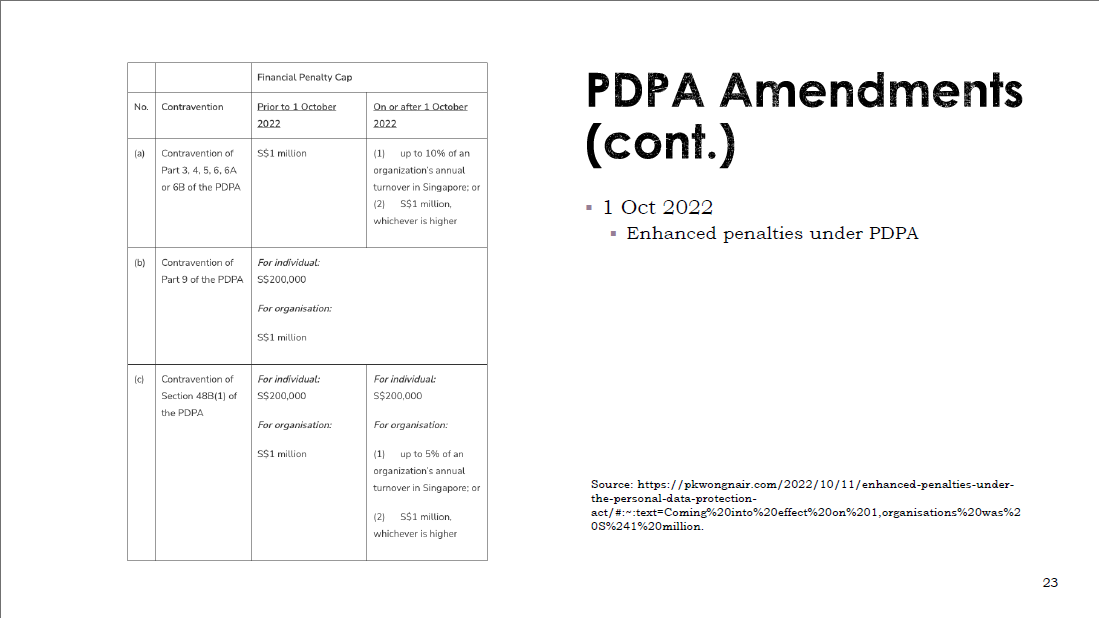 Financial Penalty Cap
No.
Contravention
Prior to 1 October
2022
On or after 1 October
2022
(a)
Contravention of
Part 3, 4, 5, 6, 6A
or 6B of the PDPA
S$1 million
(1) up to 10% of an
organization's annual
turnover in Singapore; or
(2) S$1 million,
whichever is higher
(b)
Contravention of
Part 9 of the PDPA
For individual:
S$200,000
For organisation:
S$1 million
(c)
Contravention of
Section 48B(1) of
the PDPA
For individual:
S$200,000
For organisation:
S$1 million
For individual:
S$200,000
For organisation:
(1) up to 5% of an
organization's annual
turnover in Singapore; or
(2) S$1 million,
whichever is higher
PDPA Amendments
(cont.)
1 Oct 2022
Enhanced penalties under PDPA
Source: https://pkwongnair.com/2022/10/11/enhanced-penalties-under-
the-personal-data-protection-
act/#:~:text=Coming%20into%20effect%20on%201,organisations%20was%2
0S%241%20million.
23